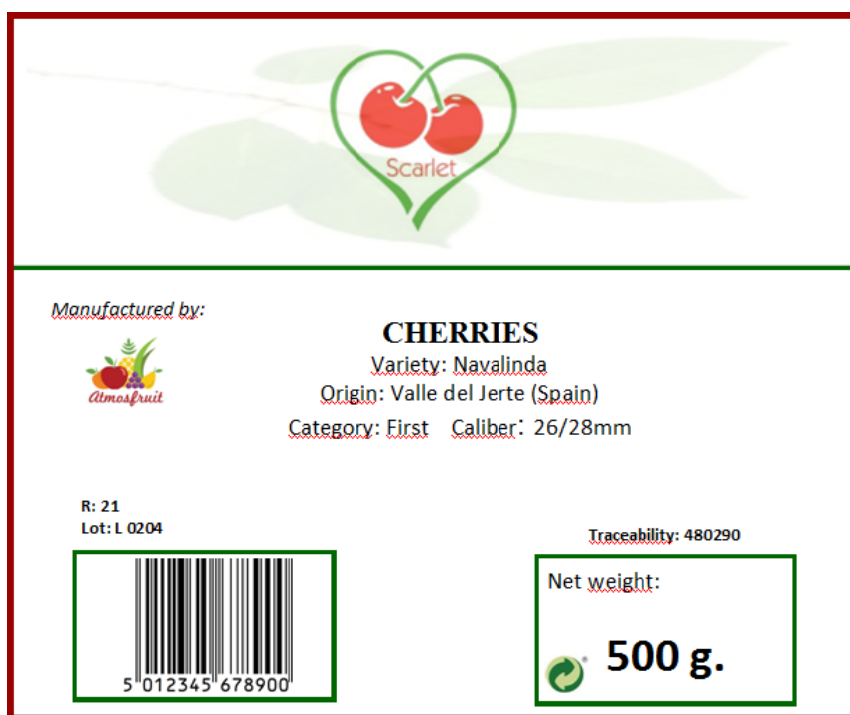 Scarlet
Manufactured by:
Atmosfruit
CHERRIES
Variety: Navalinda
Origin: Valle del Jerte (Spain)
Category: First Caliber: 26/28mm
R: 21
Lot: L 0204
Traceability: 480290
5 012345 678900
Net weight:
500 g.
®